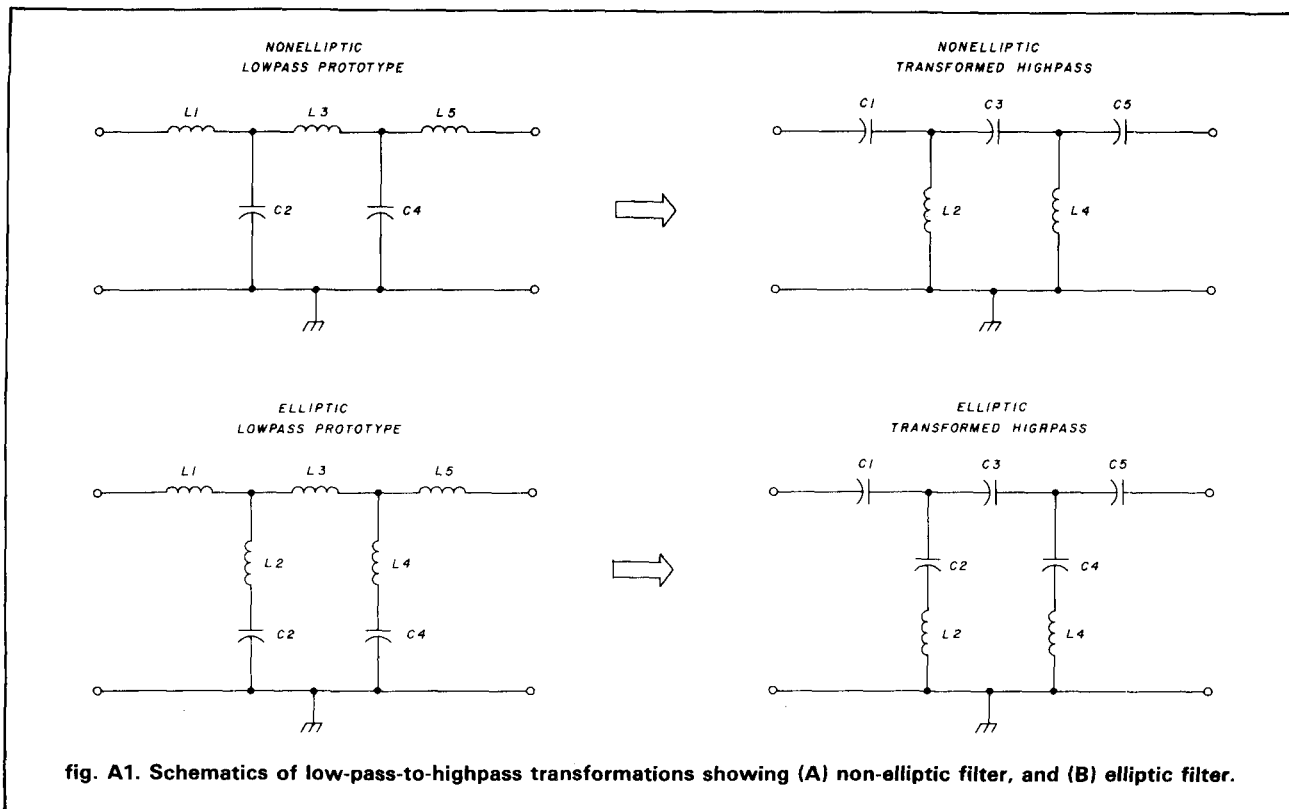 NONELLIPTIC
LOWPASS PROTOTYPE
L1
L3
L5
C2
C4
NONELLIPTIC
TRANSFORMED HIGHPASS
C1
C3
C5
L2
L4
ELLIPTIC
LOWPASS PROTOTYPE
L1
L3
L5
L2
L4
C2
C4
ELLIPTIC
TRANSFORMED HIGRPASS
C1
C3
C5
C2
C4
L2
L4
fig. A1. Schematics of low-pass-to-highpass transformations showing (A) non-elliptic filter, and (B) elliptic filter.